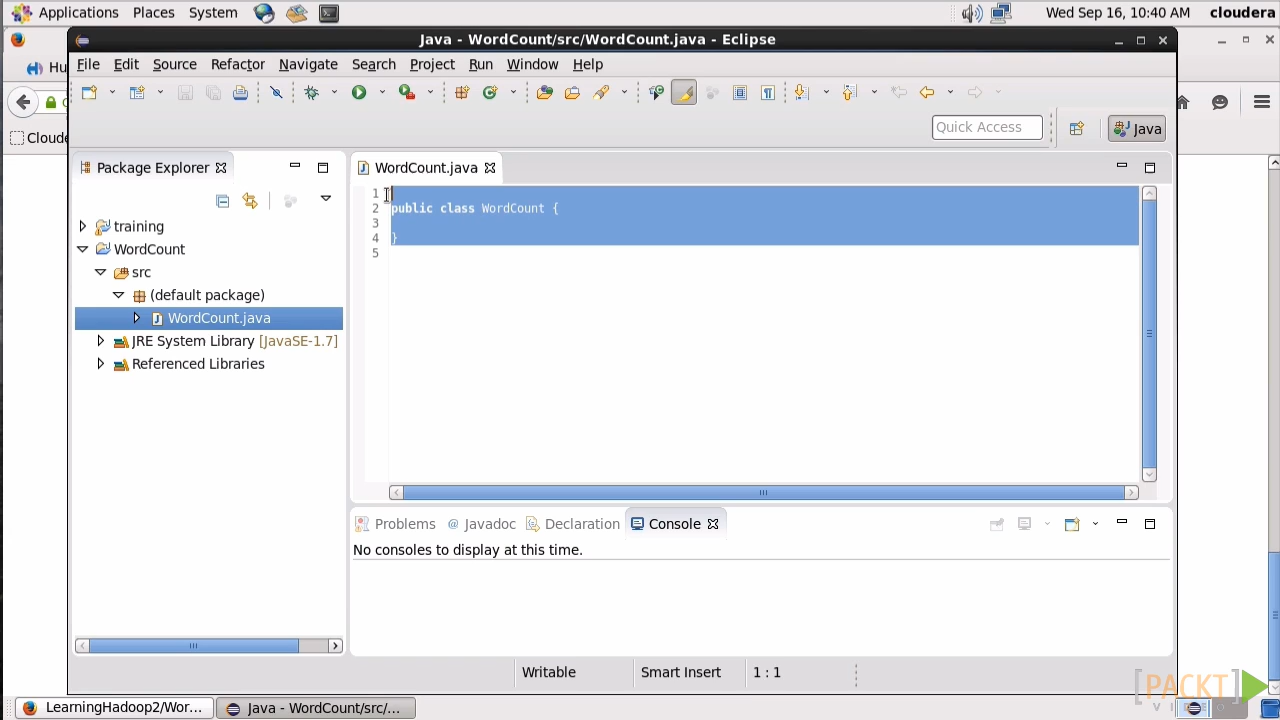 Applications Places System Wed Sep 16, 10:40 AM cloudera
Java - WordCount/src/WordCount.java - Eclipse
Hu
File Edit Source Refactor Navigate Search Project Run Window Help
Quick Access Java
Package Explorer
WordCount.java
training
WordCount
src
(default package)
WordCount.java
JRE System Library [JavaSE-1.7]
Referenced Libraries
1
2 public class WordCount {
3
4 }
5
Problems @ Javadoc Declaration Console
No consoles to display at this time.
Writable Smart Insert 1 : 1
[PACKT]
VIDEO
LearningHadoop2/Wor... Java - WordCount/src/...